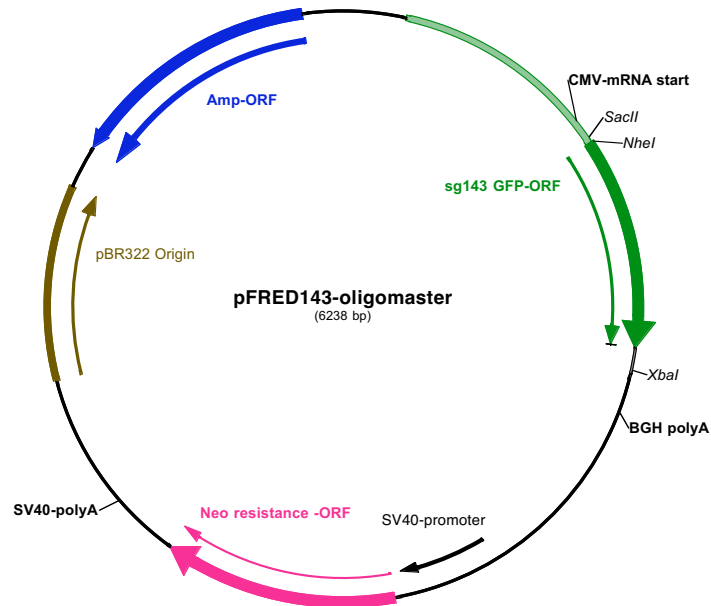 Amp-ORF
CMV-mRNA start
SacII
NheI
sg143 GFP-ORF
pBR322 Origin
pFRED143-oligomaster
(6238 bp)
XbaI
BGH polyA
SV40-polyA
Neo resistance -ORF
SV40-promoter